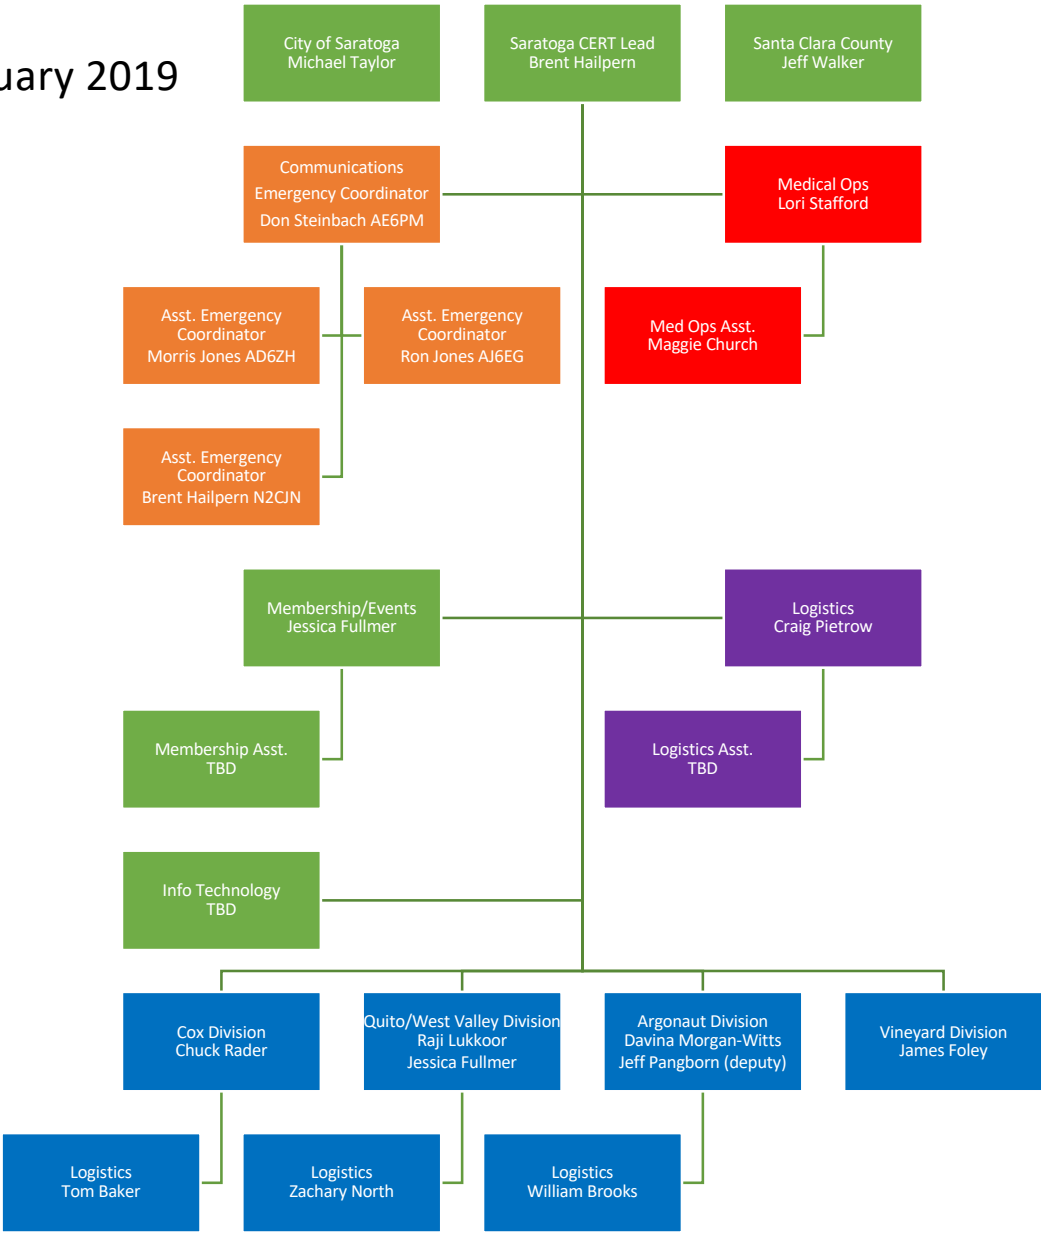 City of Saratoga
Michael Taylor
Saratoga CERT Lead
Brent Hailpern
Santa Clara County
Jeff Walker
uary 2019
Communications
Emergency Coordinator
Don Steinbach AE6PM
Medical Ops
Lori Stafford
Asst. Emergency
Coordinator
Morris Jones AD6ZH
Asst. Emergency
Coordinator
Ron Jones AJ6EG
Med Ops Asst.
Maggie Church
Asst. Emergency
Coordinator
Brent Hailpern N2CJN
Membership/Events
Jessica Fullmer
Logistics
Craig Pietrow
Membership Asst.
TBD
Logistics Asst.
TBD
Info Technology
TBD
Cox Division
Chuck Rader
Quito/West Valley Division
Raji Lukkoor
Jessica Fullmer
Argonaut Division
Davina Morgan-Witts
Jeff Pangborn (deputy)
Vineyard Division
James Foley
Logistics
Tom Baker
Logistics
Zachary North
Logistics
William Brooks